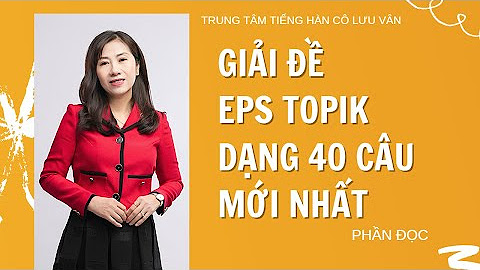 TRUNG TÂM TIẾNG HÀN CÔ LƯU VÂN
GIẢI ĐỀ
EPS TOPIK
DẠNG 40 CÂU
MỚI NHẤT
PHẦN ĐỌC